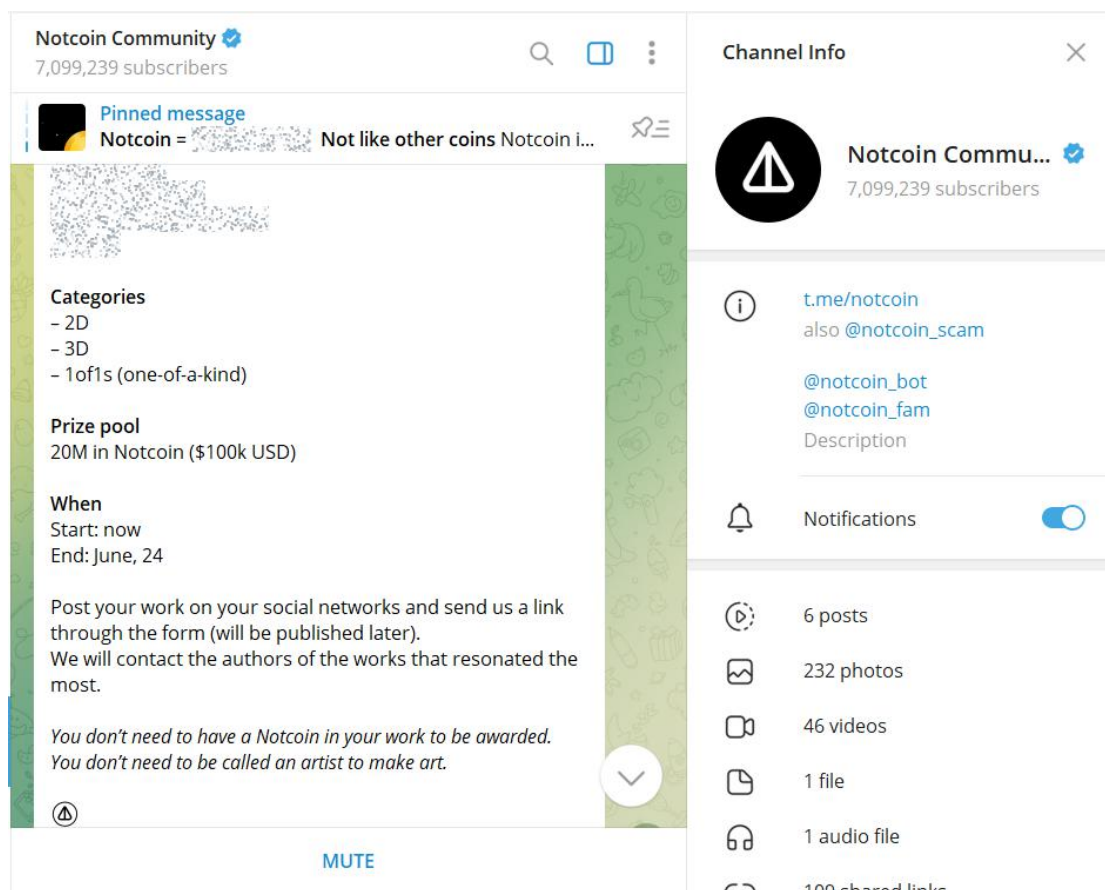 Notcoin Community
7,099,239 subscribers
Pinned message
Notcoin = Not like other coins Notcoin i...
Categories
– 2D
– 3D
– 1of1s (one-of-a-kind)
Prize pool
20M in Notcoin ($100k USD)
When
Start: now
End: June, 24
Post your work on your social networks and send us a link
through the form (will be published later).
We will contact the authors of the works that resonated the
most.
You don’t need to have a Notcoin in your work to be awarded.
You don’t need to be called an artist to make art.
MUTE
Channel Info
Notcoin Commu...
7,099,239 subscribers
t.me/notcoin
also @notcoin_scam
@notcoin_bot
@notcoin_fam
Description
Notifications
6 posts
232 photos
46 videos
1 file
1 audio file
109 shared links